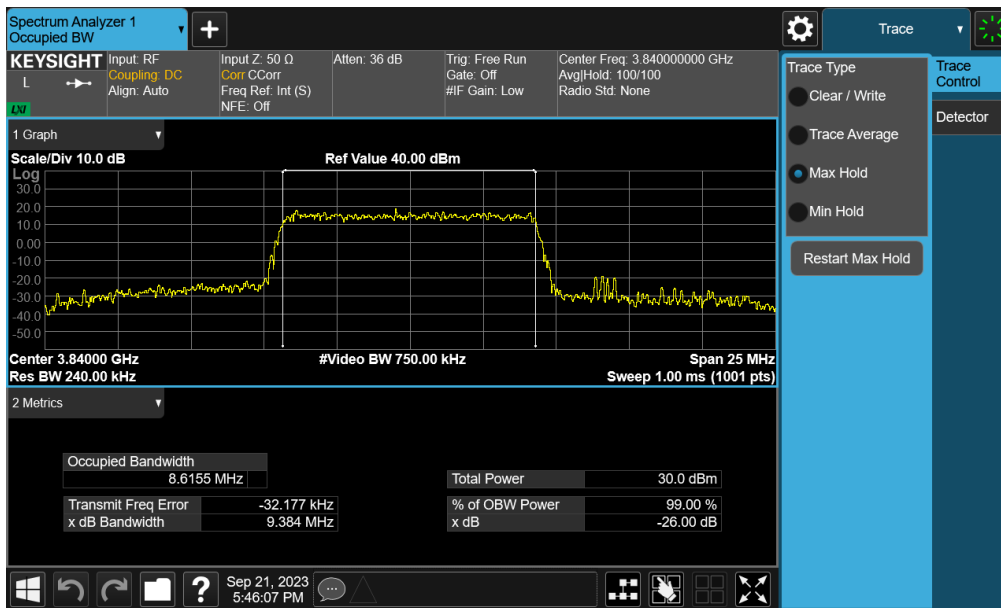 Spectrum Analyzer 1
Occupied BW
Trace
KEYSIGHT
L
LXI
Input: RF
Coupling: DC
Align: Auto
Input Z: 50 Ω
Corr CCorr
Freq Ref: Int (S)
NFE: Off
Atten: 36 dB
Trig: Free Run
Gate: Off
#IF Gain: Low
Center Freq: 3.840000000 GHz
Avg|Hold: 100/100
Radio Std: None
Trace Type
Clear / Write
Trace Average
Max Hold
Min Hold
Restart Max Hold
Trace Control
Detector
1 Graph
Scale/Div 10.0 dB
Ref Value 40.00 dBm
Log
30.0
20.0
10.0
0.00
-10.0
-20.0
-30.0
-40.0
-50.0
Center 3.84000 GHz
#Video BW 750.00 kHz
Span 25 MHz
Res BW 240.00 kHz
Sweep 1.00 ms (1001 pts)
2 Metrics
Occupied Bandwidth
8.6155 MHz
Total Power 30.0 dBm
Transmit Freq Error -32.177 kHz
% of OBW Power 99.00 %
x dB Bandwidth 9.384 MHz
x dB -26.00 dB
Sep 21, 2023
5:46:07 PM